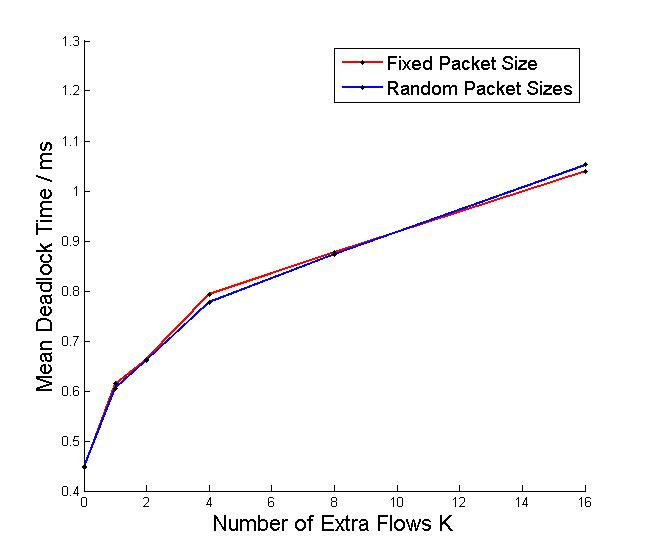 1.3
1.2
1.1
1
0.9
0.8
0.7
0.6
0.5
0.4
Mean Deadlock Time / ms
Fixed Packet Size
Random Packet Sizes
0 2 4 6 8 10 12 14 16
Number of Extra Flows K